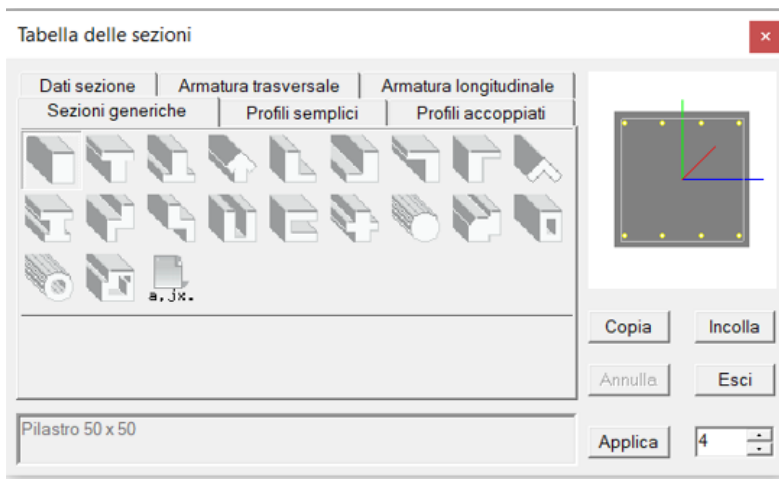 Tabella delle sezioni
Dati sezione
Armatura trasversale
Armatura longitudinale
Sezioni generiche
Profili semplici
Profili accoppiati
a,jx.
Copia
Incolla
Annulla
Esci
Pilastro 50 x 50
Applica
4